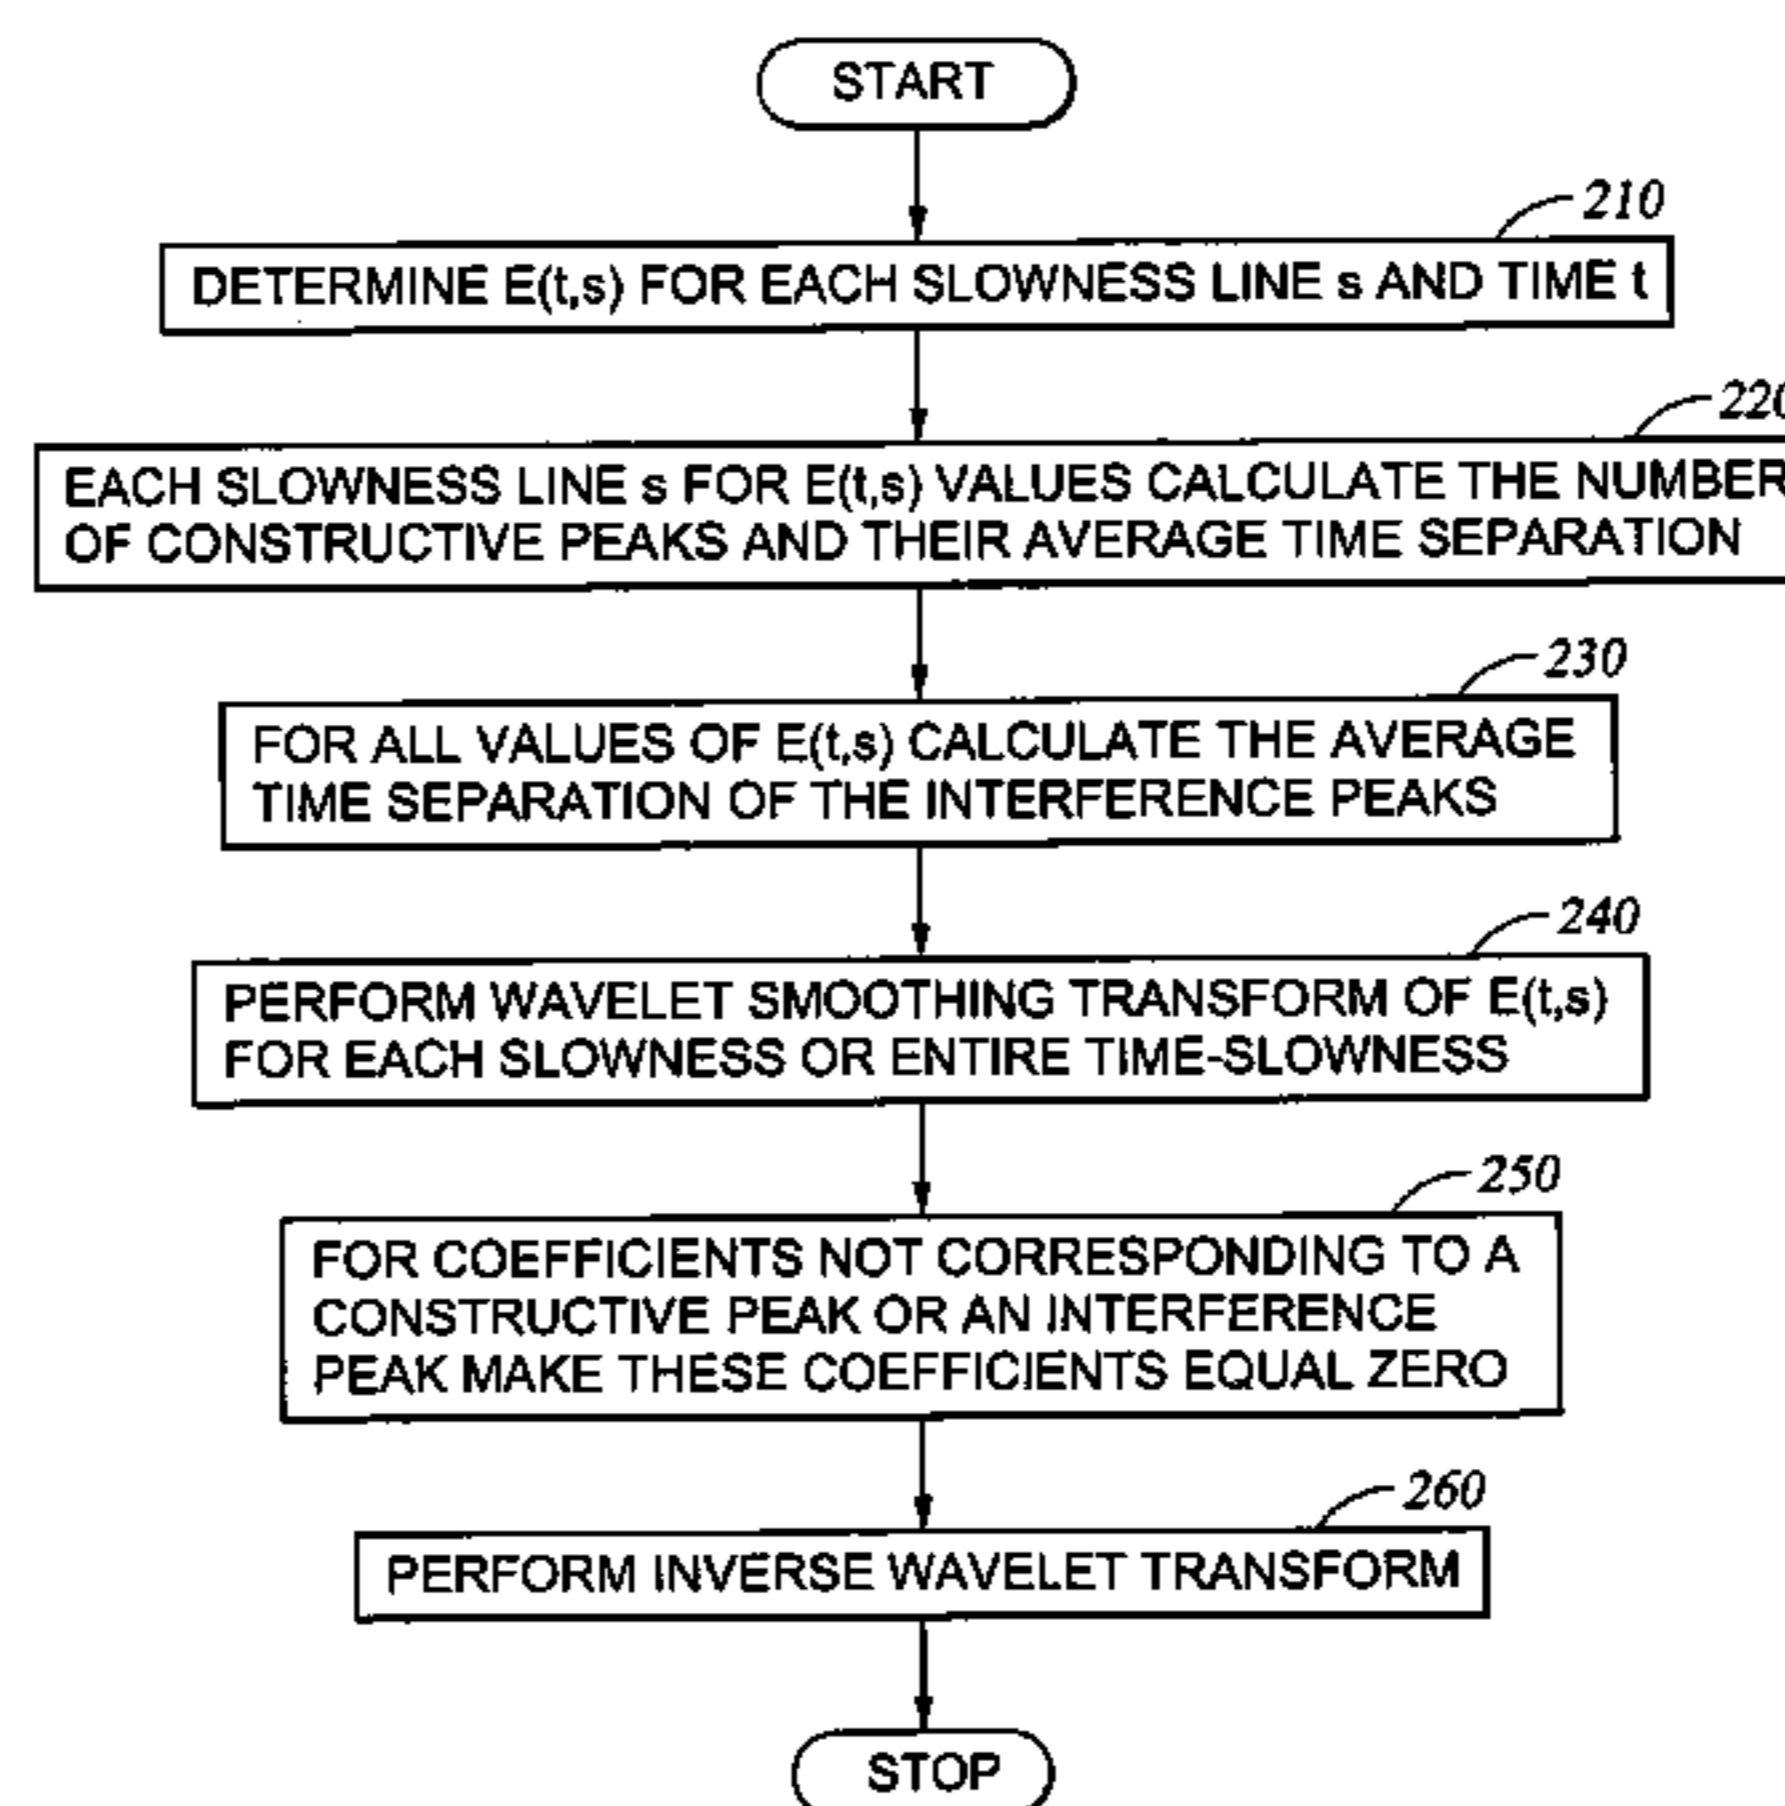 START
210
DETERMINE E(t,s) FOR EACH SLOWNESS LINE s AND TIME t
220
EACH SLOWNESS LINE s FOR E(t,s) VALUES CALCULATE THE NUMBER
OF CONSTRUCTIVE PEAKS AND THEIR AVERAGE TIME SEPARATION
230
FOR ALL VALUES OF E(t,s) CALCULATE THE AVERAGE
TIME SEPARATION OF THE INTERFERENCE PEAKS
240
PERFORM WAVELET SMOOTHING TRANSFORM OF E(t,s)
FOR EACH SLOWNESS OR ENTIRE TIME-SLOWNESS
250
FOR COEFFICIENTS NOT CORRESPONDING TO A
CONSTRUCTIVE PEAK OR AN INTERFERENCE
PEAK MAKE THESE COEFFICIENTS EQUAL ZERO
260
PERFORM INVERSE WAVELET TRANSFORM
STOP